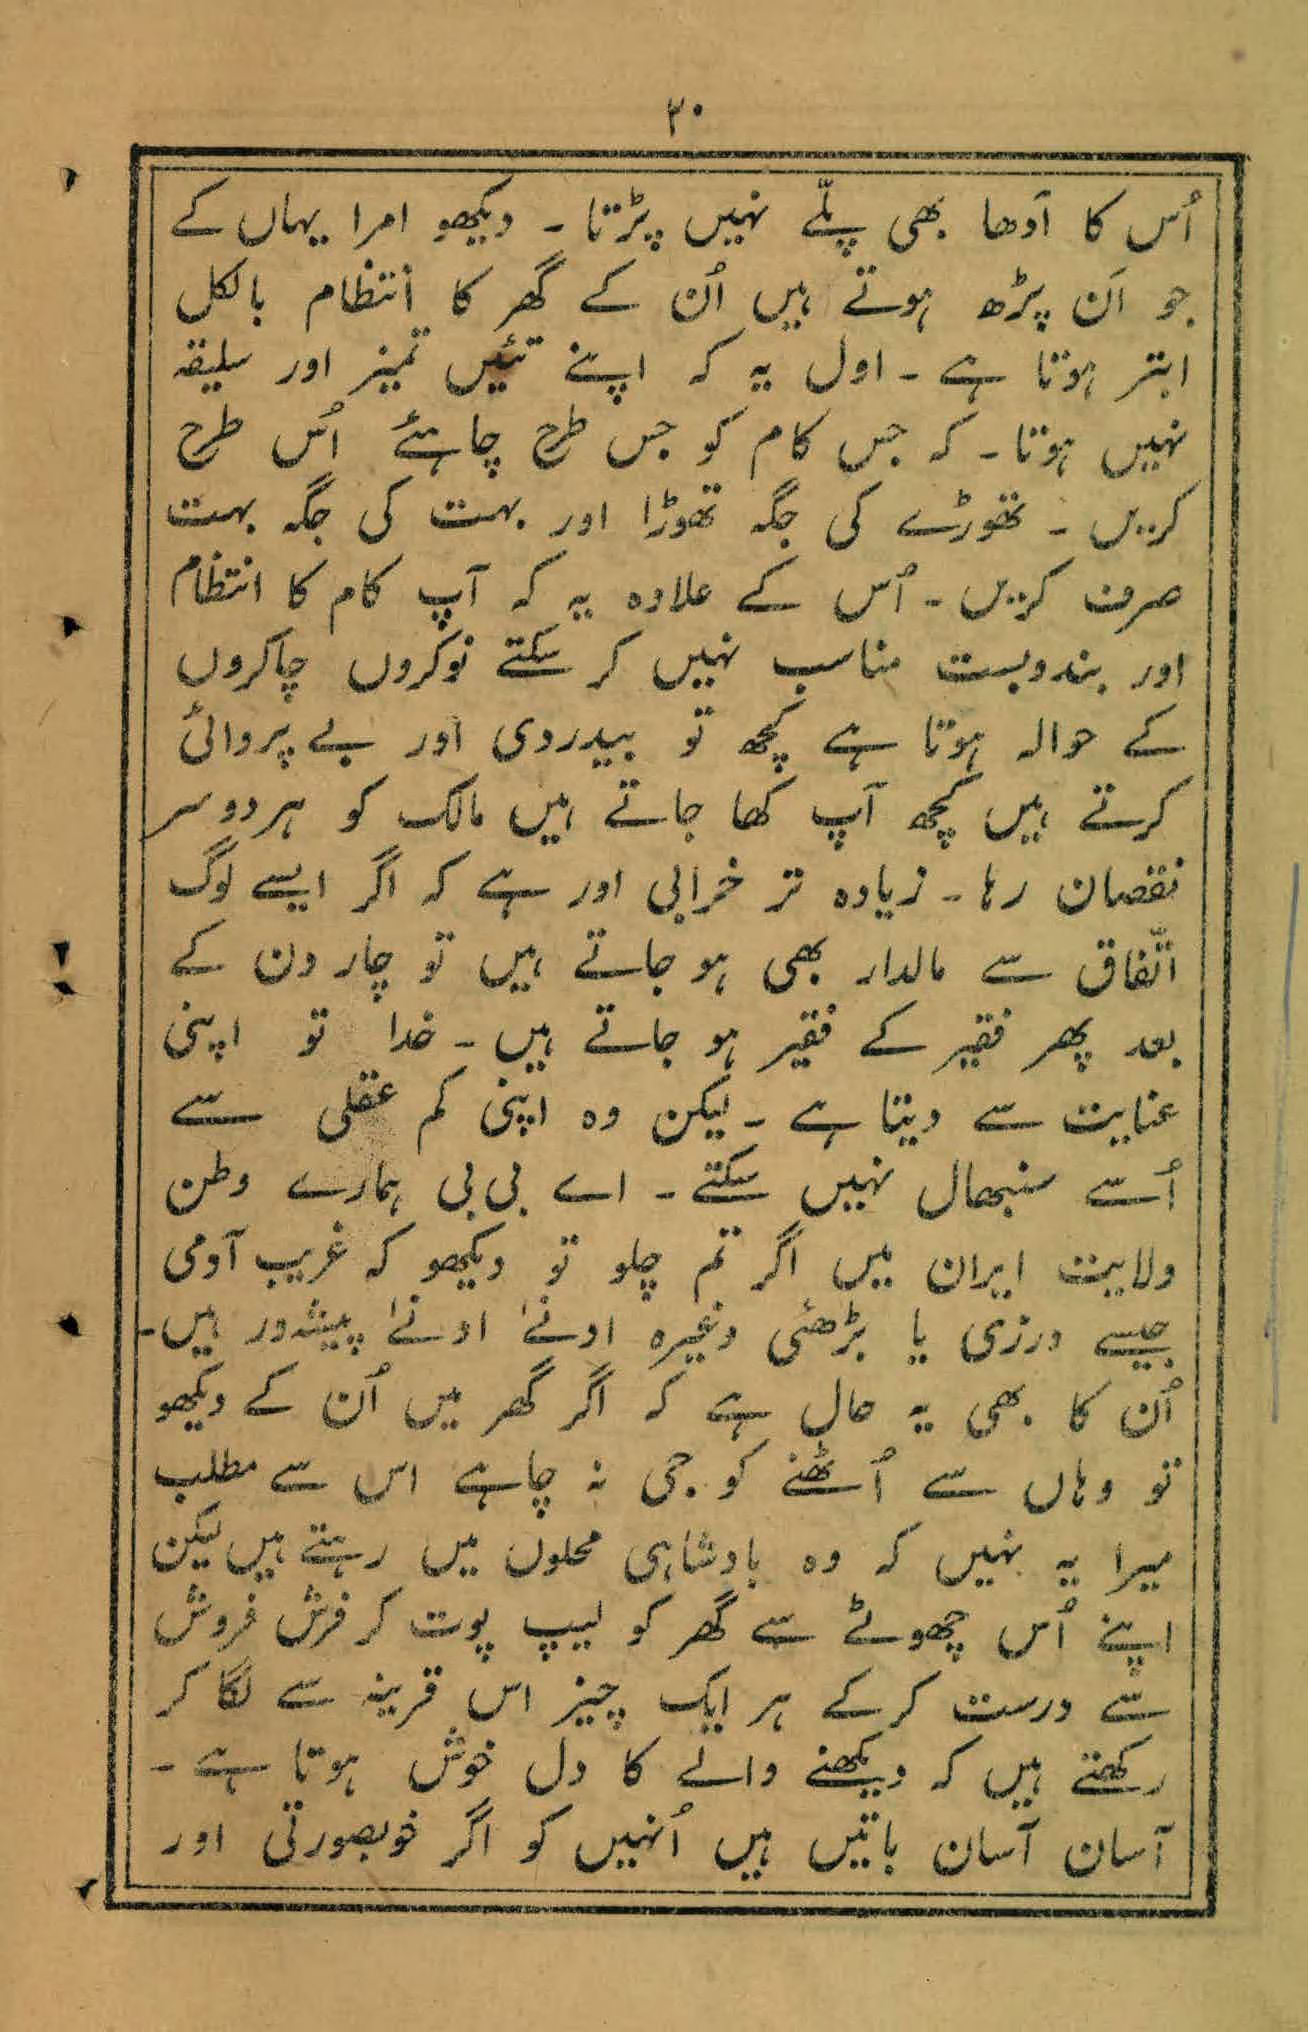 ۲۰
اُس کا آدھا بھی پلّے نہیں پڑتا ۔ دیکھو امرا یہاں کے
جو اَن پڑھ ہوتے ہیں اُن کے گھر کا انتظام بالکل
ابتر ہوتا ہے ۔ اول یہ کہ اپنے تئیں تمیز اور سلیقہ
نہیں ہوتا ۔ کہ جس کام کو جس طرح چاہئے اُس طرح
کریں ۔ تھوڑے کی جگہ تھوڑا اور بہت کی جگہ بہت
صرف کریں ۔ اُس کے علاوہ یہ کہ آپ کام کا انتظام
اور بندوبست مناسب نہیں کر سکتے نوکروں چاکروں
کے حوالہ ہوتا ہے کچھ تو بیدردی اور بے پروائی
کرتے ہیں کچھ آپ کھا جاتے ہیں مالک کو ہر دو سر
نقصان رہا ۔ زیادہ تر خرابی اور ہے کہ اگر ایسے لوگ
اتّفاق سے مالدار بھی ہو جاتے ہیں تو چار دن کے
بعد پھر فقیر کے فقیر ہو جاتے ہیں ۔ خدا تو اپنی
عنایت سے دیتا ہے ۔ لیکن وہ اپنی کم عقلی سے
اُسے سنبھال نہیں سکتے ۔ اے بی بی ہمارے وطن
ولایت ایران میں اگر تم چلو تو دیکھو کہ غریب آدمی
جیسے درزی یا بڑھئی وغیرہ ادنےٰ ادنےٰ پیشہ‌ور ہیں ۔
اُن کا بھی یہ حال ہے کہ اگر گھر میں اُن کے دیکھو
تو وہاں سے اُٹھنے کو جی نہ چاہے اس سے مطلب
میرا یہ نہیں کہ وہ بادشاہی محلوں میں رہتے ہیں لیکن
اپنے اُس چھوٹے سے گھر کو لیپ پوت کر فرش فروش
سے درست کرکے ہر ایک چیز اس قرینہ سے لگا کر
رکھتے ہیں کہ دیکھنے والے کا دل خوش ہوتا ہے ۔
آسان آسان باتیں ہیں اُنہیں کو اگر خوبصورتی اور